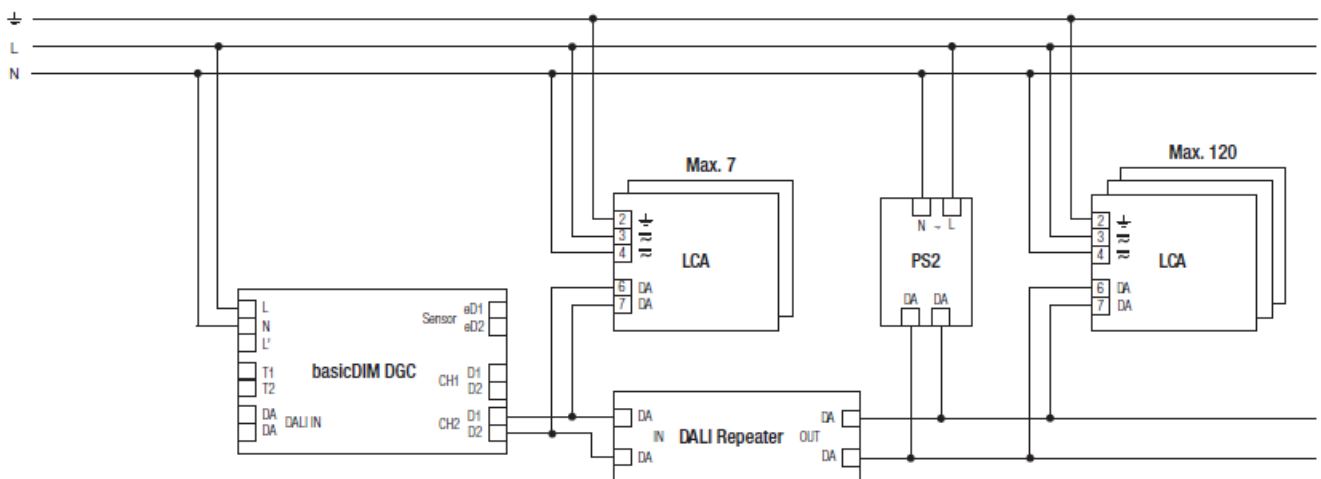 L
N
Max. 7
Max. 120
2
3
4
LCA
6 DA
7 DA
N ~ L
PS2
DA DA
2
3
4
LCA
6 DA
7 DA
L
N
L'
Sensor eD1
eD2
basicDIM DGC
T1
T2
CH1 D1
D2
DA
DALI IN
DA
CH2 D1
D2
DA
IN
DA
DALI Repeater
DA
OUT
DA